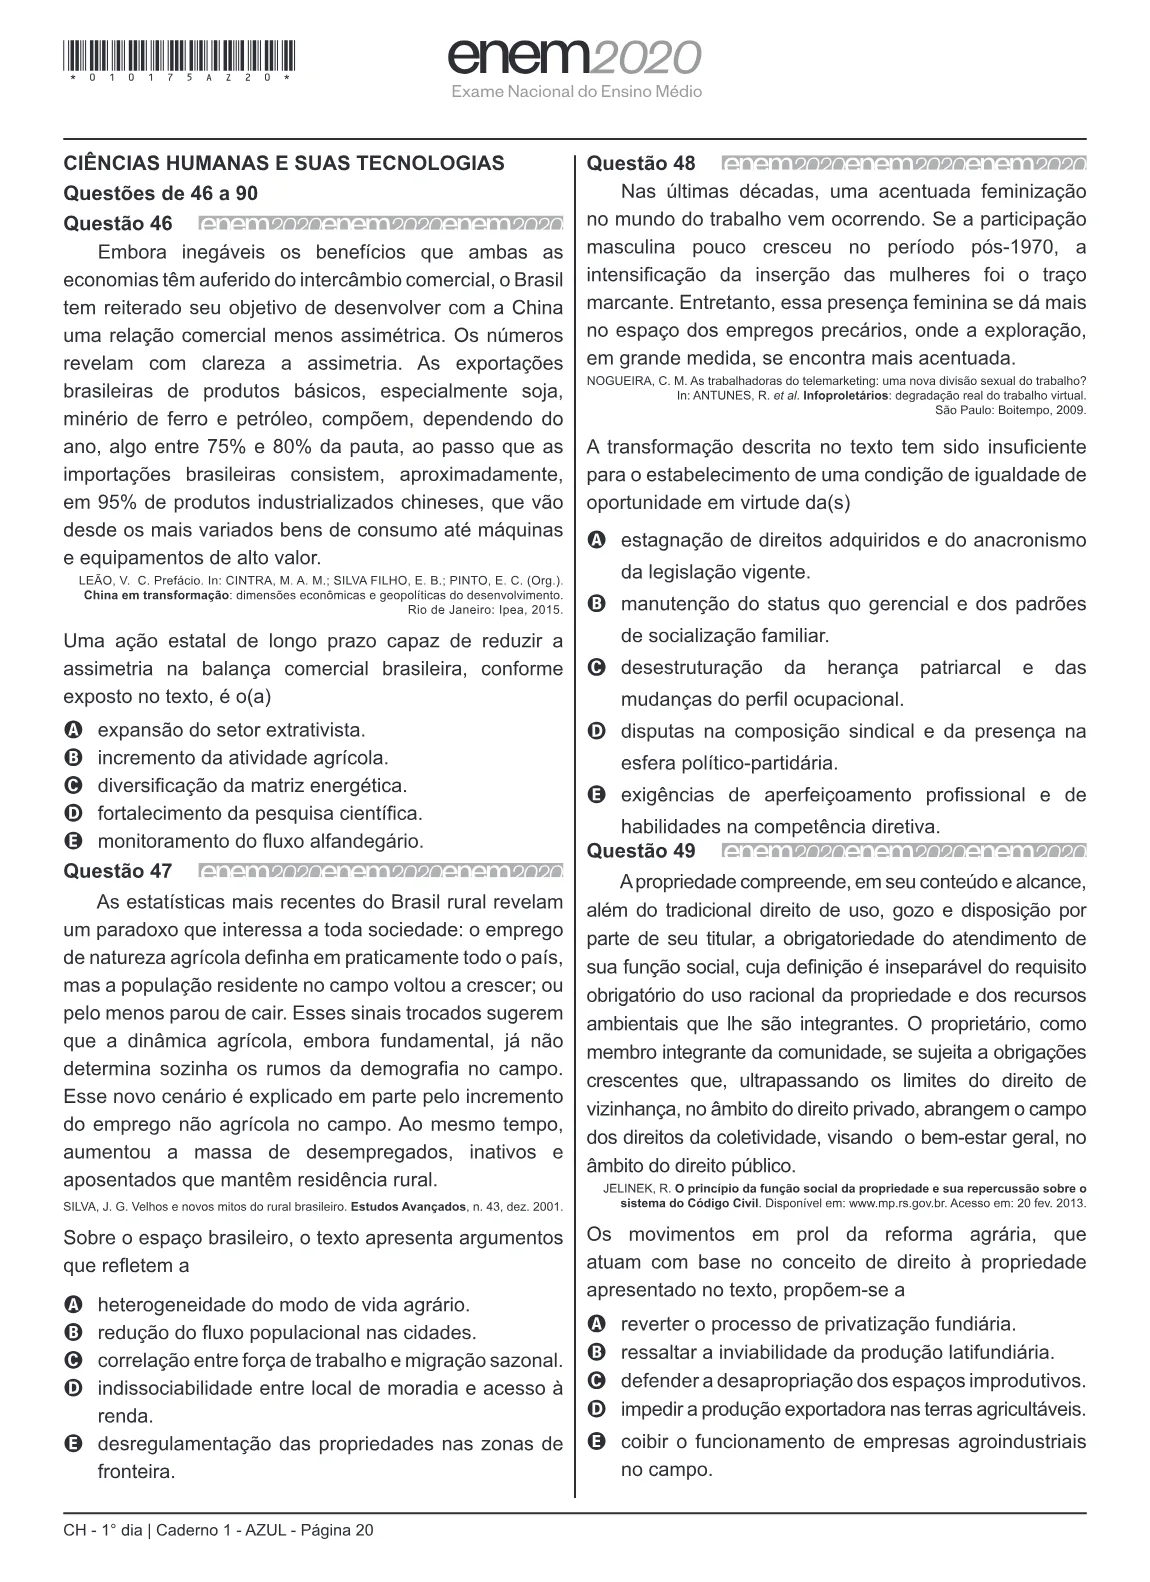 *010175AZ20*
enem2020
Exame Nacional do Ensino Médio
CIÊNCIAS HUMANAS E SUAS TECNOLOGIAS
Questões de 46 a 90
Questão 46 enem2020enem2020enem2020
Embora inegáveis os benefícios que ambas as
economias têm auferido do intercâmbio comercial, o Brasil
tem reiterado seu objetivo de desenvolver com a China
uma relação comercial menos assimétrica. Os números
revelam com clareza a assimetria. As exportações
brasileiras de produtos básicos, especialmente soja,
minério de ferro e petróleo, compõem, dependendo do
ano, algo entre 75% e 80% da pauta, ao passo que as
importações brasileiras consistem, aproximadamente,
em 95% de produtos industrializados chineses, que vão
desde os mais variados bens de consumo até máquinas
e equipamentos de alto valor.
LEÃO, V. C. Prefácio. In: CINTRA, M. A. M.; SILVA FILHO, E. B.; PINTO, E. C. (Org.).
China em transformação: dimensões econômicas e geopolíticas do desenvolvimento.
Rio de Janeiro: Ipea, 2015.
Uma ação estatal de longo prazo capaz de reduzir a
assimetria na balança comercial brasileira, conforme
exposto no texto, é o(a)
A expansão do setor extrativista.
B incremento da atividade agrícola.
C diversificação da matriz energética.
D fortalecimento da pesquisa científica.
E monitoramento do fluxo alfandegário.
Questão 47 enem2020enem2020enem2020
As estatísticas mais recentes do Brasil rural revelam
um paradoxo que interessa a toda sociedade: o emprego
de natureza agrícola definha em praticamente todo o país,
mas a população residente no campo voltou a crescer; ou
pelo menos parou de cair. Esses sinais trocados sugerem
que a dinâmica agrícola, embora fundamental, já não
determina sozinha os rumos da demografia no campo.
Esse novo cenário é explicado em parte pelo incremento
do emprego não agrícola no campo. Ao mesmo tempo,
aumentou a massa de desempregados, inativos e
aposentados que mantêm residência rural.
SILVA, J. G. Velhos e novos mitos do rural brasileiro. Estudos Avançados, n. 43, dez. 2001.
Sobre o espaço brasileiro, o texto apresenta argumentos
que refletem a
A heterogeneidade do modo de vida agrário.
B redução do fluxo populacional nas cidades.
C correlação entre força de trabalho e migração sazonal.
D indissociabilidade entre local de moradia e acesso à
renda.
E desregulamentação das propriedades nas zonas de
fronteira.
Questão 48 enem2020enem2020enem2020
Nas últimas décadas, uma acentuada feminização
no mundo do trabalho vem ocorrendo. Se a participação
masculina pouco cresceu no período pós-1970, a
intensificação da inserção das mulheres foi o traço
marcante. Entretanto, essa presença feminina se dá mais
no espaço dos empregos precários, onde a exploração,
em grande medida, se encontra mais acentuada.
NOGUEIRA, C. M. As trabalhadoras do telemarketing: uma nova divisão sexual do trabalho?
In: ANTUNES, R. et al. Infoproletários: degradação real do trabalho virtual.
São Paulo: Boitempo, 2009.
A transformação descrita no texto tem sido insuficiente
para o estabelecimento de uma condição de igualdade de
oportunidade em virtude da(s)
A estagnação de direitos adquiridos e do anacronismo
da legislação vigente.
B manutenção do status quo gerencial e dos padrões
de socialização familiar.
C desestruturação da herança patriarcal e das
mudanças do perfil ocupacional.
D disputas na composição sindical e da presença na
esfera político-partidária.
E exigências de aperfeiçoamento profissional e de
habilidades na competência diretiva.
Questão 49 enem2020enem2020enem2020
A propriedade compreende, em seu conteúdo e alcance,
além do tradicional direito de uso, gozo e disposição por
parte de seu titular, a obrigatoriedade do atendimento de
sua função social, cuja definição é inseparável do requisito
obrigatório do uso racional da propriedade e dos recursos
ambientais que lhe são integrantes. O proprietário, como
membro integrante da comunidade, se sujeita a obrigações
crescentes que, ultrapassando os limites do direito de
vizinhança, no âmbito do direito privado, abrangem o campo
dos direitos da coletividade, visando o bem-estar geral, no
âmbito do direito público.
JELINEK, R. O princípio da função social da propriedade e sua repercussão sobre o
sistema do Código Civil. Disponível em: www.mp.rs.gov.br. Acesso em: 20 fev. 2013.
Os movimentos em prol da reforma agrária, que
atuam com base no conceito de direito à propriedade
apresentado no texto, propõem-se a
A reverter o processo de privatização fundiária.
B ressaltar a inviabilidade da produção latifundiária.
C defender a desapropriação dos espaços improdutivos.
D impedir a produção exportadora nas terras agricultáveis.
E coibir o funcionamento de empresas agroindustriais
no campo.
CH - 1° dia | Caderno 1 - AZUL - Página 20